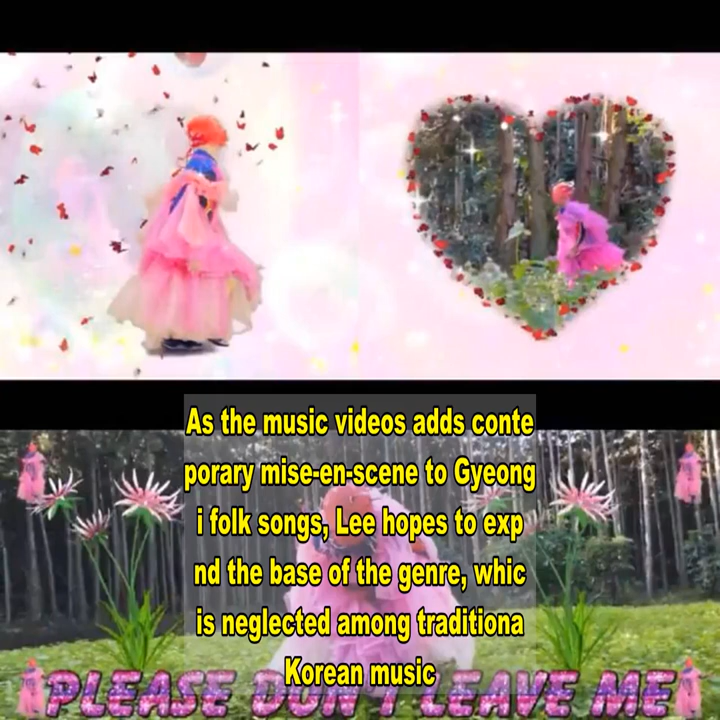 As the music videos adds conte
porary mise-en-scene to Gyeong
i folk songs, Lee hopes to exp
nd the base of the genre, whic
is neglected among traditiona
Korean music
PLEASE DON'T LEAVE ME